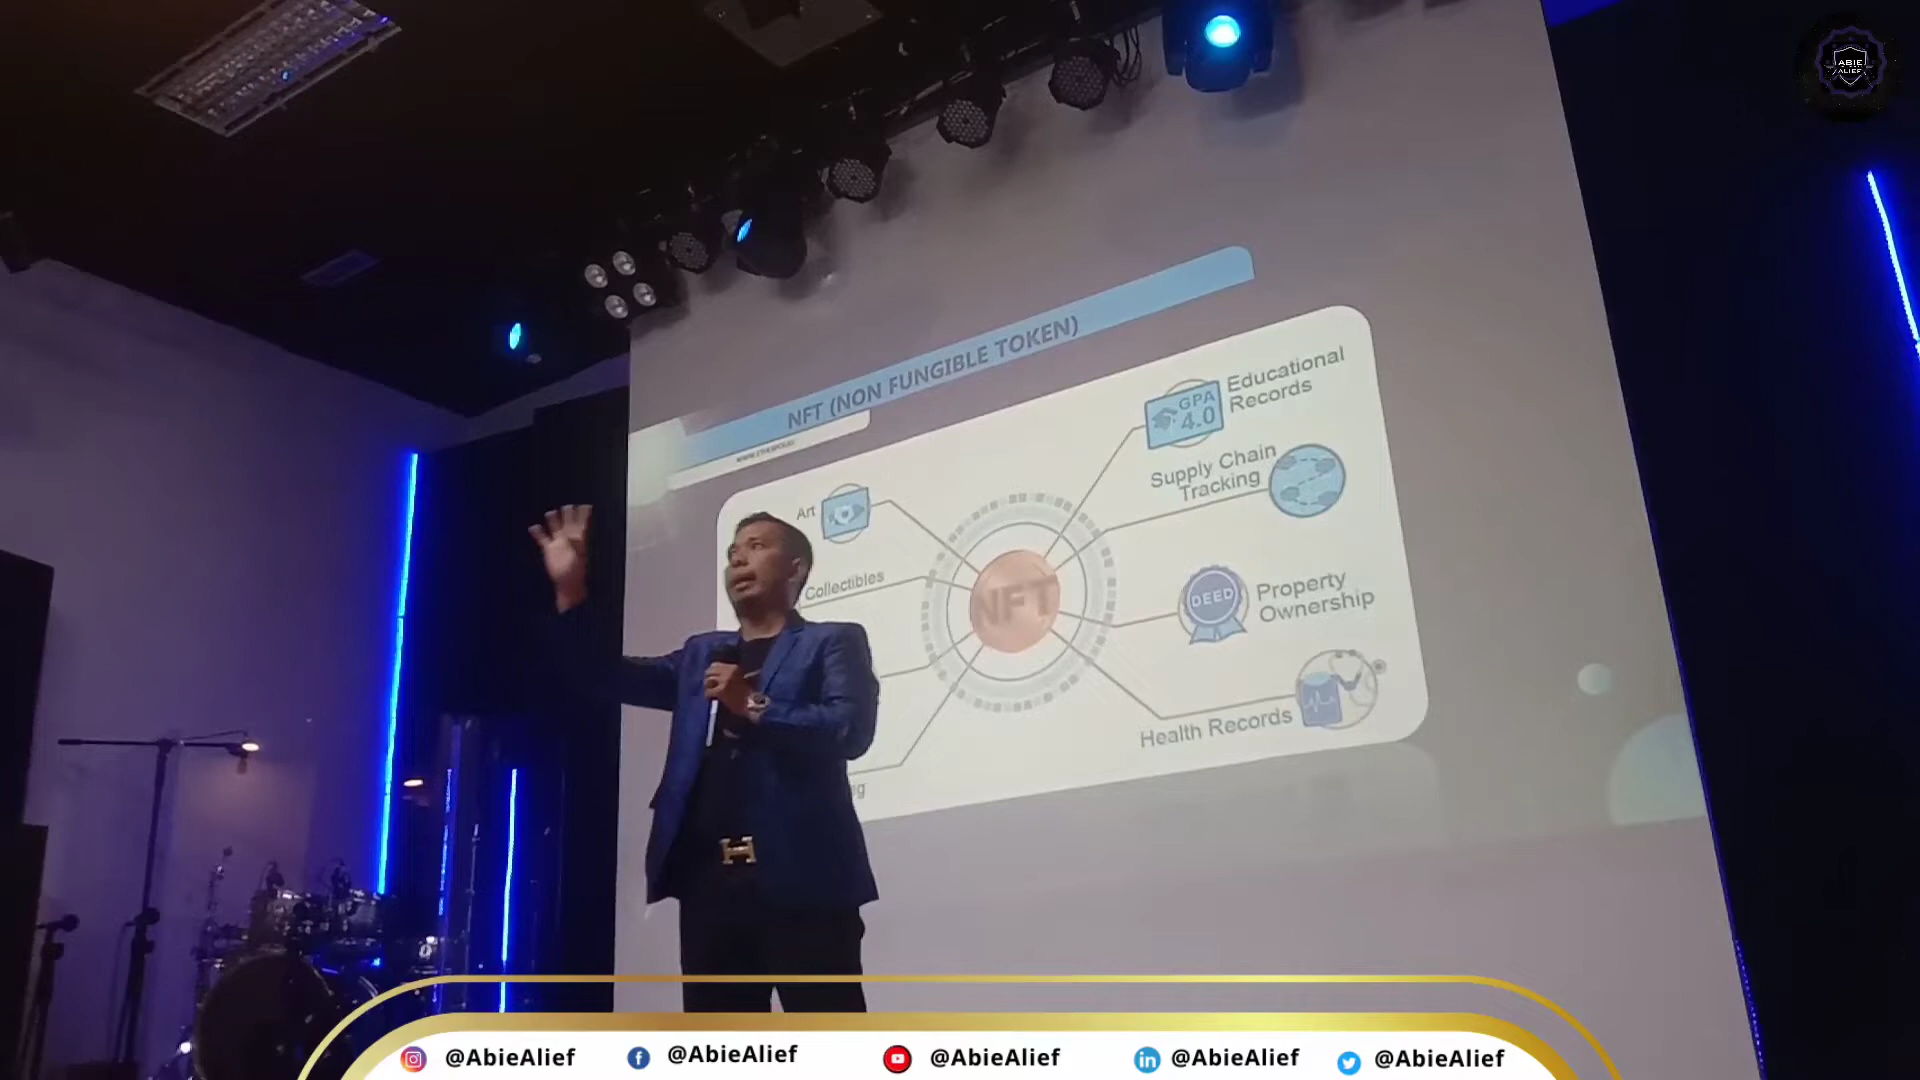 ABIE
ALIEF
NFT (NON FUNGIBLE TOKEN)
Educational
Records
GPA
4.0
Supply Chain
Tracking
Art
Collectibles
NFT
DEED
Property
Ownership
Health Records
@AbieAlief
@AbieAlief
@AbieAlief
@AbieAlief
@AbieAlief